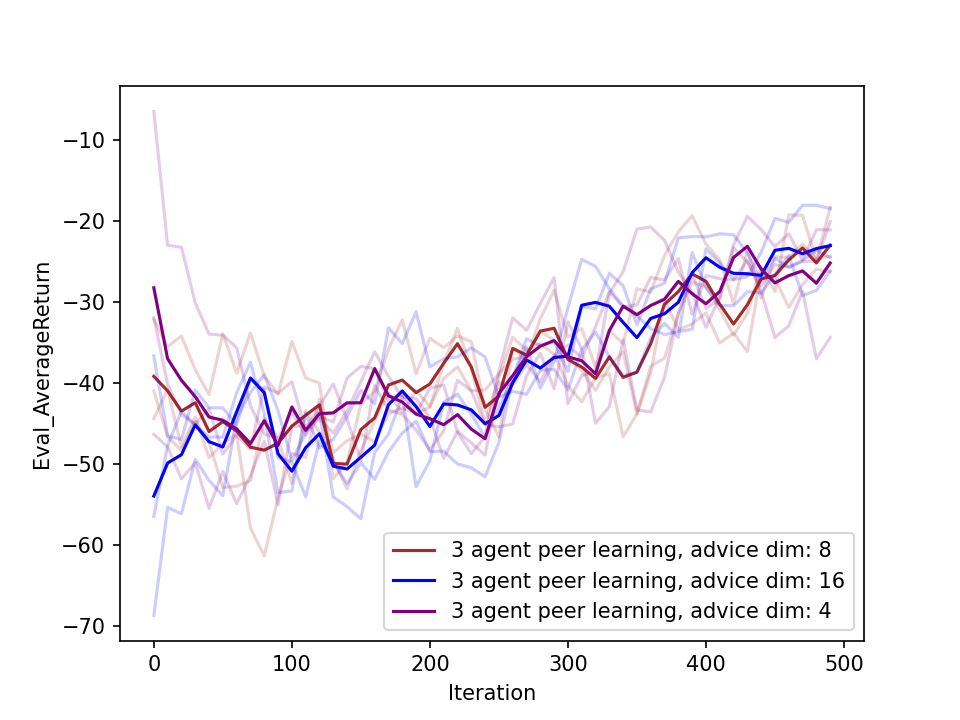 −10
−20
−30
−40
−50
−60
−70
Eval_AverageReturn
3 agent peer learning, advice dim: 8
3 agent peer learning, advice dim: 16
3 agent peer learning, advice dim: 4
0 100 200 300 400 500
Iteration